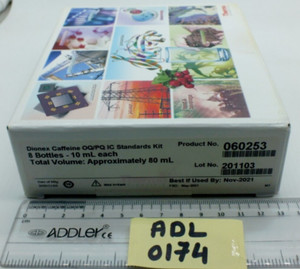 Dionex Caffeine OQ/PQ IC Standards Kit
8 Bottles - 10 mL each
Total Volume: Approximately 80 mL
Product No. 060253
Lot No. 201103
Best if Used By: Nov-2021
ADDLER CE
ADL
0174